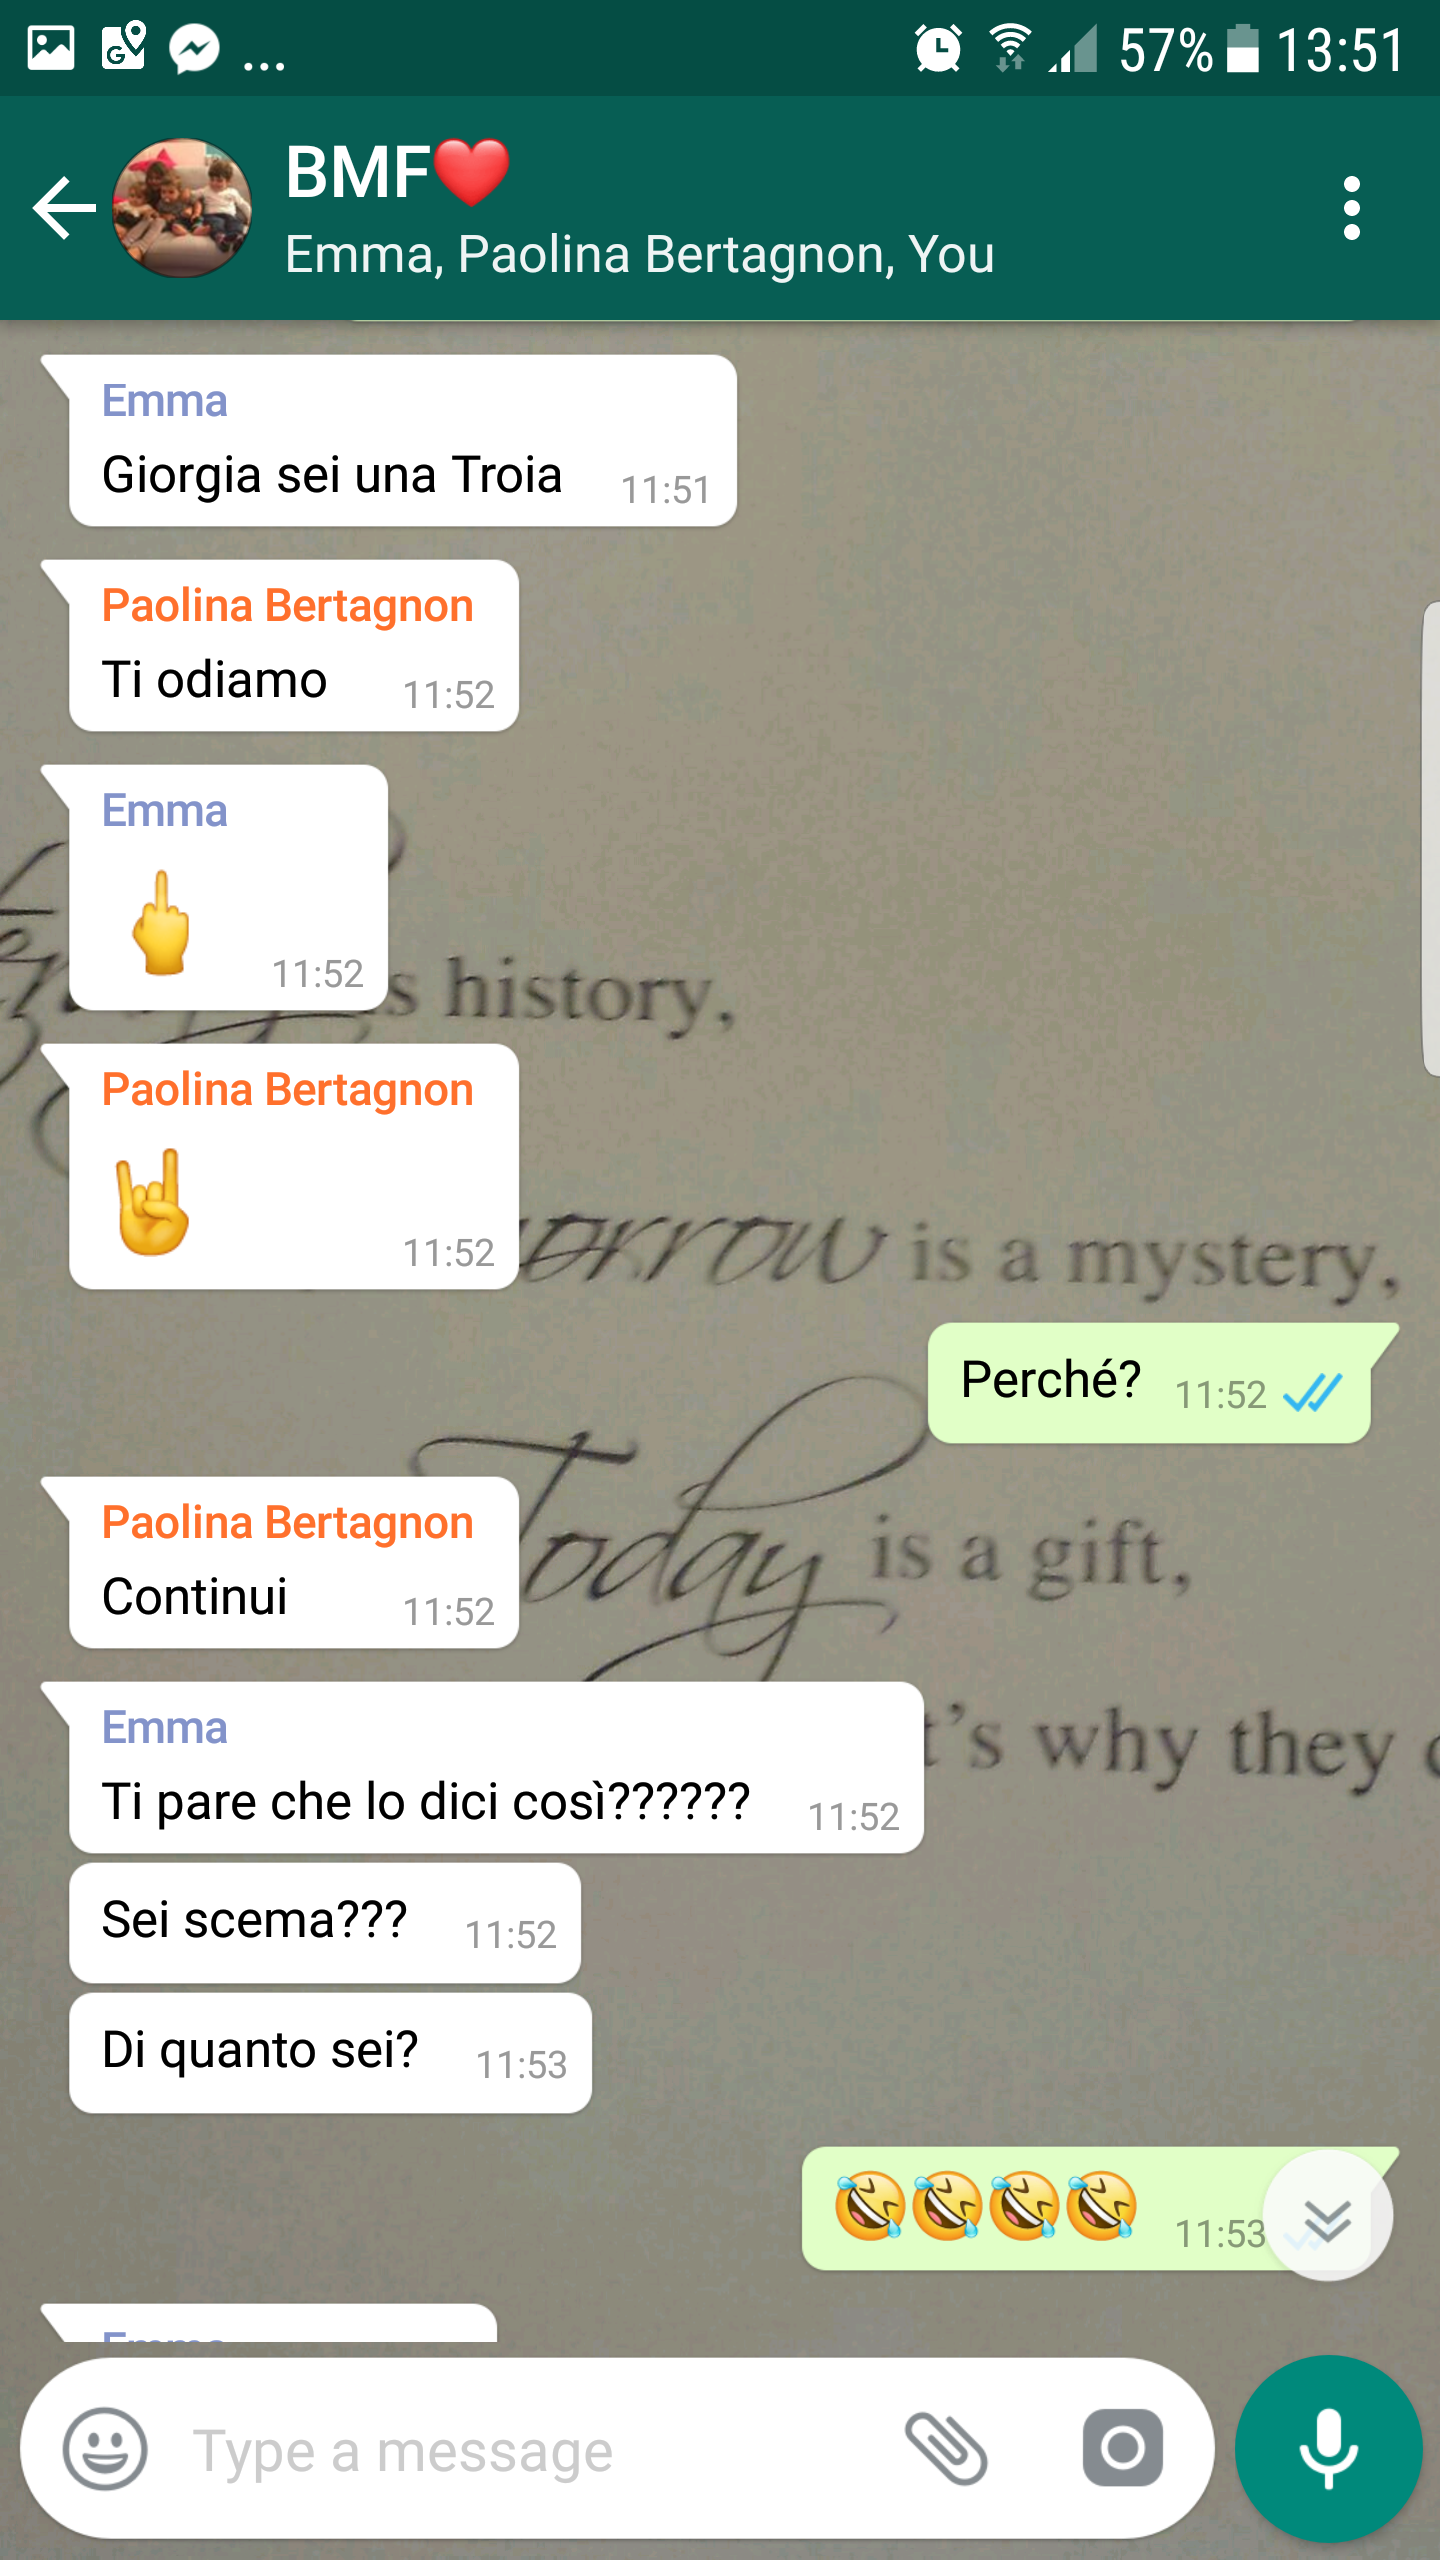 57% 13:51
BMF❤️
Emma, Paolina Bertagnon, You
Emma
Giorgia sei una Troia 11:51
Paolina Bertagnon
Ti odiamo 11:52
Emma
🖕 11:52
s history,
Paolina Bertagnon
🤘 11:52
orrow is a mystery,
Perché? 11:52
Paolina Bertagnon
Today is a gift,
Continui 11:52
Emma
t's why they
Ti pare che lo dici così?????? 11:52
Sei scema??? 11:52
Di quanto sei? 11:53
🤣🤣🤣🤣 11:53
Emma
Type a message